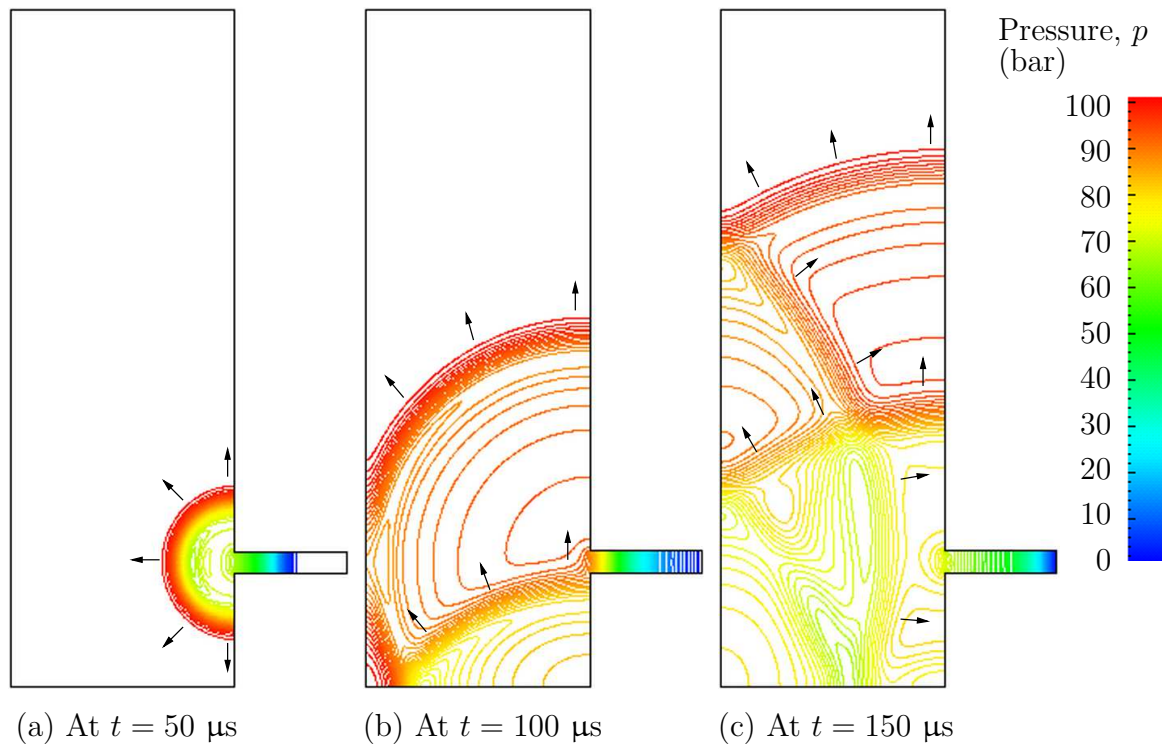 Pressure, p
(bar)
100
90
80
70
60
50
40
30
20
10
0
(a) At t = 50 μs
(b) At t = 100 μs
(c) At t = 150 μs